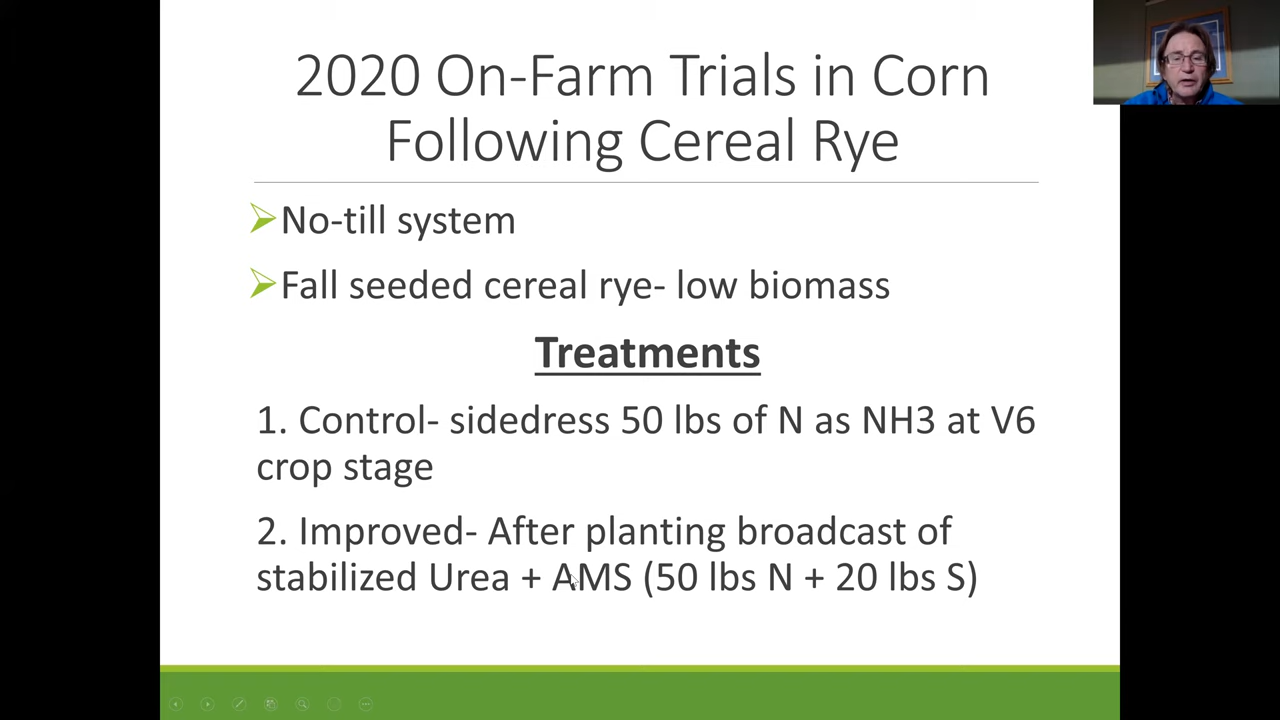 2020 On-Farm Trials in Corn
Following Cereal Rye
No-till system
Fall seeded cereal rye- low biomass
Treatments
1. Control- sidedress 50 lbs of N as NH3 at V6
crop stage
2. Improved- After planting broadcast of
stabilized Urea + AMS (50 lbs N + 20 lbs S)